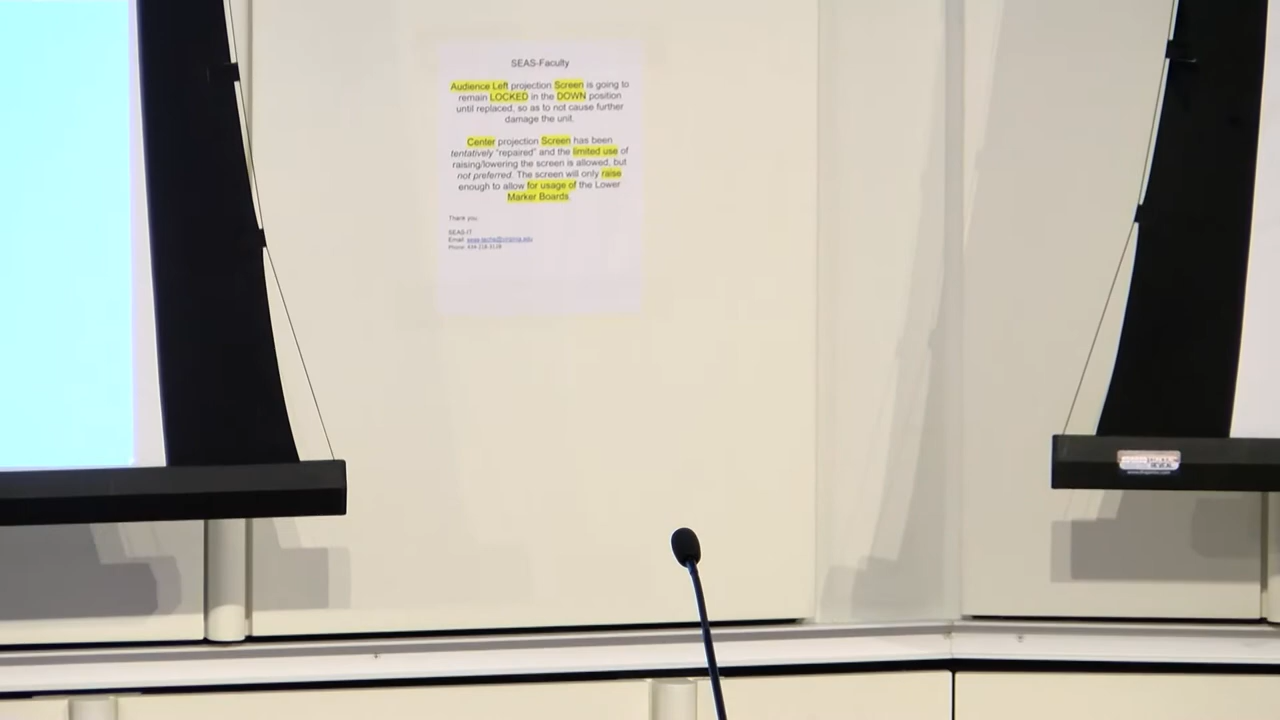 SEAS-Faculty
Audience Left projection Screen is going to
remain LOCKED in the DOWN position
until replaced, so as to not cause further
damage the unit.
Center projection Screen has been
tentatively "repaired" and the limited use of
raising/lowering the screen is allowed, but
not preferred. The screen will only raise
enough to allow for usage of the Lower
Marker Boards.
Thank you,
SEAS-IT
Email:
Phone: